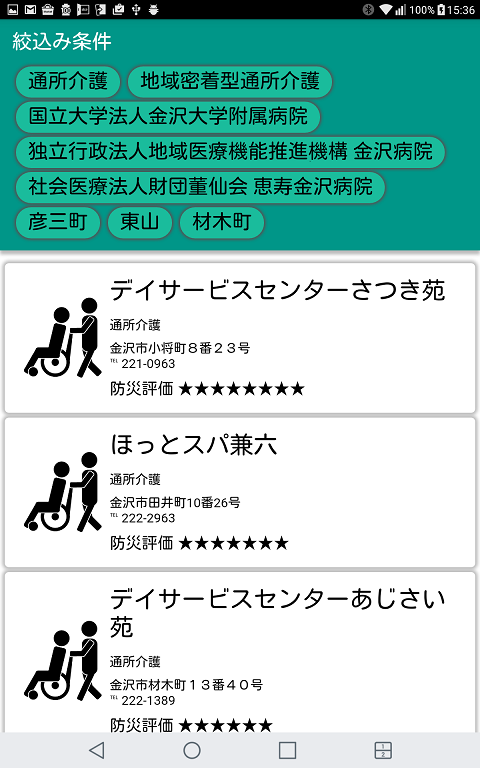 100% 15:36
絞込み条件
通所介護 地域密着型通所介護
国立大学法人金沢大学附属病院
独立行政法人地域医療機能推進機構 金沢病院
社会医療法人財団董仙会 恵寿金沢病院
彦三町 東山 材木町
デイサービスセンターさつき苑
通所介護
金沢市小将町８番２３号
℡ 221-0963
防災評価 ★★★★★★★★
ほっとスパ兼六
通所介護
金沢市田井町10番26号
℡ 222-2963
防災評価 ★★★★★★★
デイサービスセンターあじさい
苑
通所介護
金沢市材木町１３番４０号
℡ 222-1389
防災評価 ★★★★★★
1
2